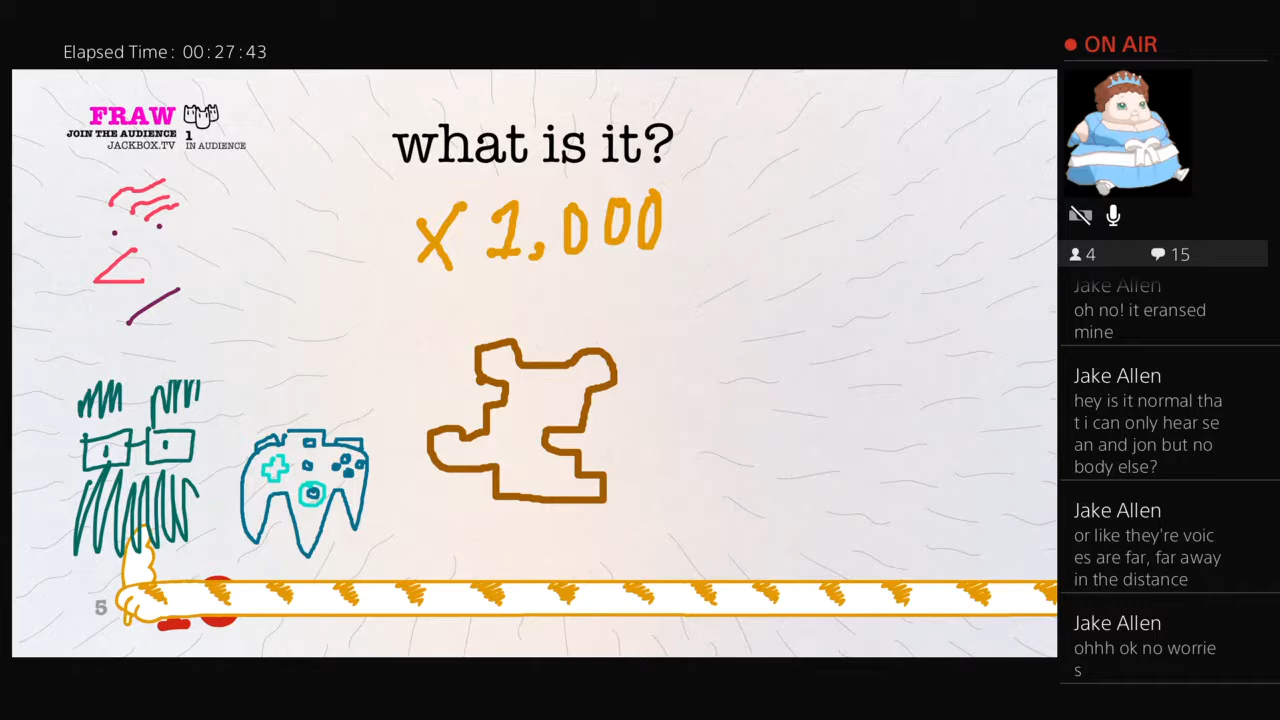 Elapsed Time: 00:27:43
ON AIR
FRAW
JOIN THE AUDIENCE
JACKBOX.TV
1
IN AUDIENCE
what is it?
X 1,000
5
4
15
Jake Allen
oh no! it eransed
mine
Jake Allen
hey is it normal tha
t i can only hear se
an and jon but no
body else?
Jake Allen
or like they're voic
es are far, far away
in the distance
Jake Allen
ohhh ok no worrie
s